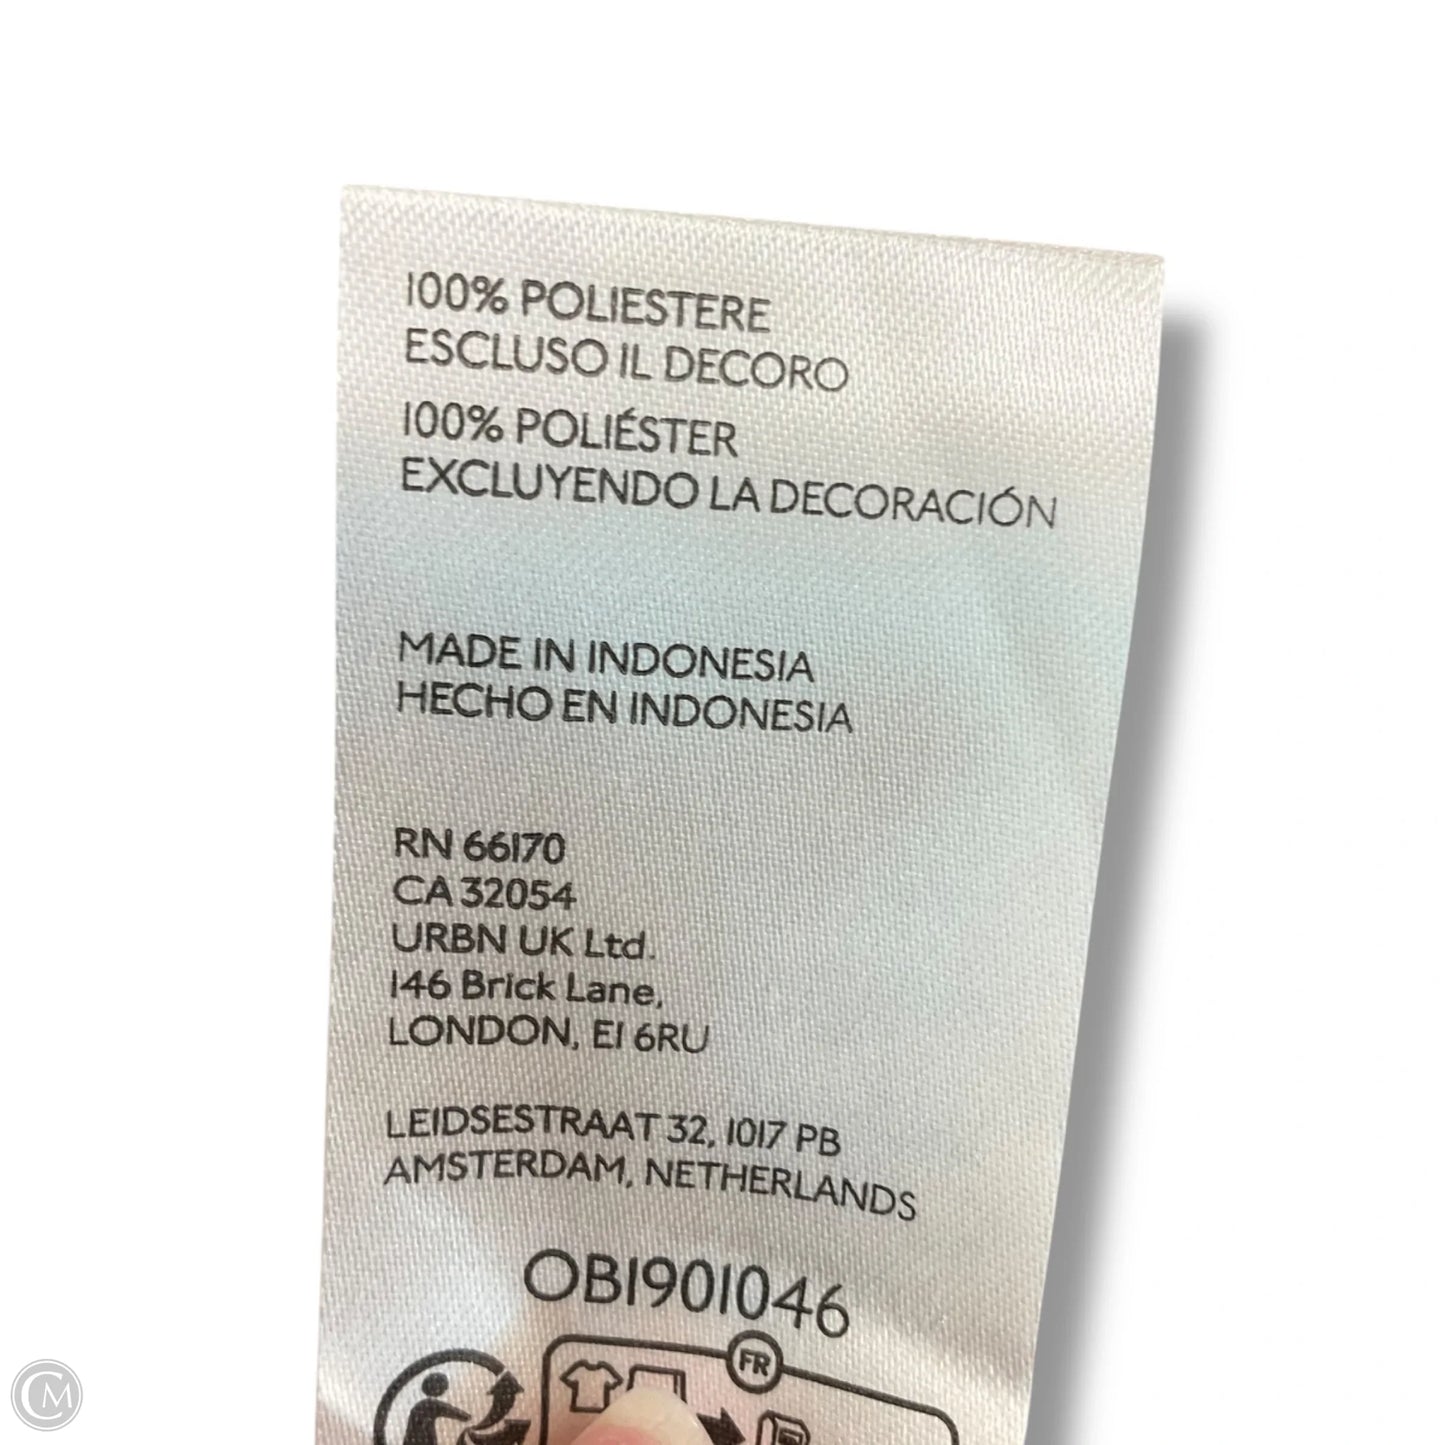 100% POLIESTERE
ESCLUSO IL DECORO
100% POLIÉSTER
EXCLUYENDO LA DECORACIÓN
MADE IN INDONESIA
HECHO EN INDONESIA
RN 66170
CA 32054
URBN UK Ltd.
146 Brick Lane,
LONDON, E1 6RU
LEIDSESTRAAT 32, 1017 PB
AMSTERDAM, NETHERLANDS
OB1901046
FR
CM